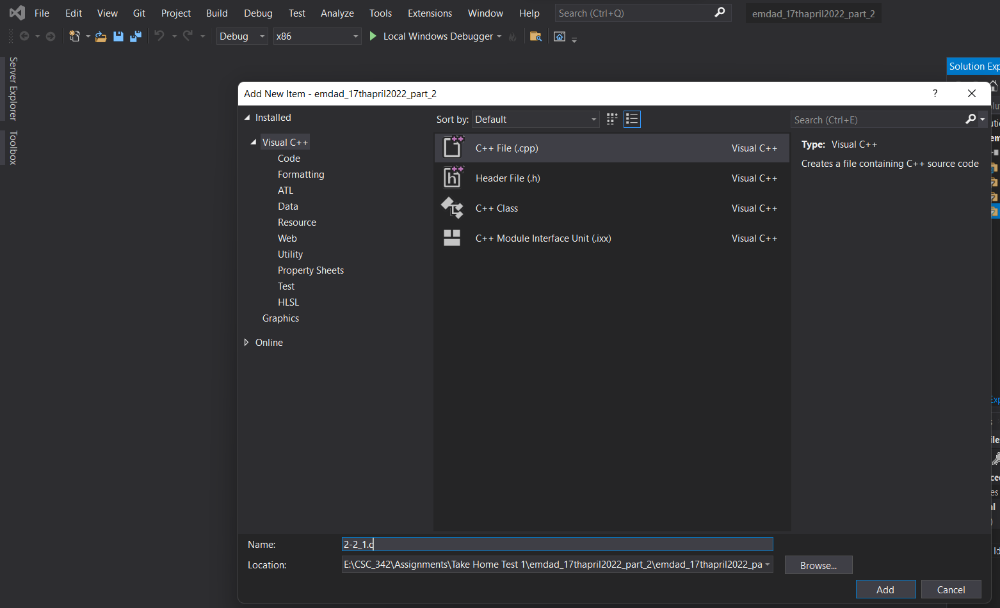 File Edit View Git Project Build Debug Test Analyze Tools Extensions Window Help Search (Ctrl+Q) emdad_17thapril2022_part_2
Debug x86 Local Windows Debugger
Server Explorer
Toolbox
Solution Exp
Add New Item - emdad_17thapril2022_part_2 ?
Installed
Sort by: Default
Search (Ctrl+E)
Visual C++
Code
Formatting
ATL
Data
Resource
Web
Utility
Property Sheets
Test
HLSL
Graphics
Online
C++ File (.cpp) Visual C++
Header File (.h) Visual C++
C++ Class Visual C++
C++ Module Interface Unit (.ixx) Visual C++
Type: Visual C++
Creates a file containing C++ source code
Name: 2-2_1.c
Location: E:\CSC_342\Assignments\Take Home Test 1\emdad_17thapril2022_part_2\emdad_17thapril2022_pa
Browse...
Add Cancel